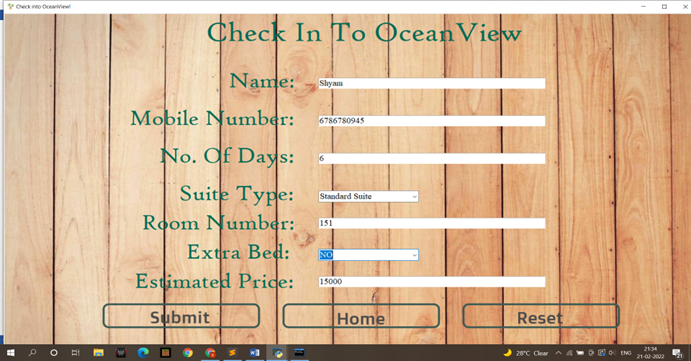 Check into OceanView!
Check In To OceanView
Name: Shyam
Mobile Number: 6786780945
No. Of Days: 6
Suite Type: Standard Suite
Room Number: 151
Extra Bed: NO
Estimated Price: 15000
Submit Home Reset
28°C Clear ENG 21:34
21-02-2022